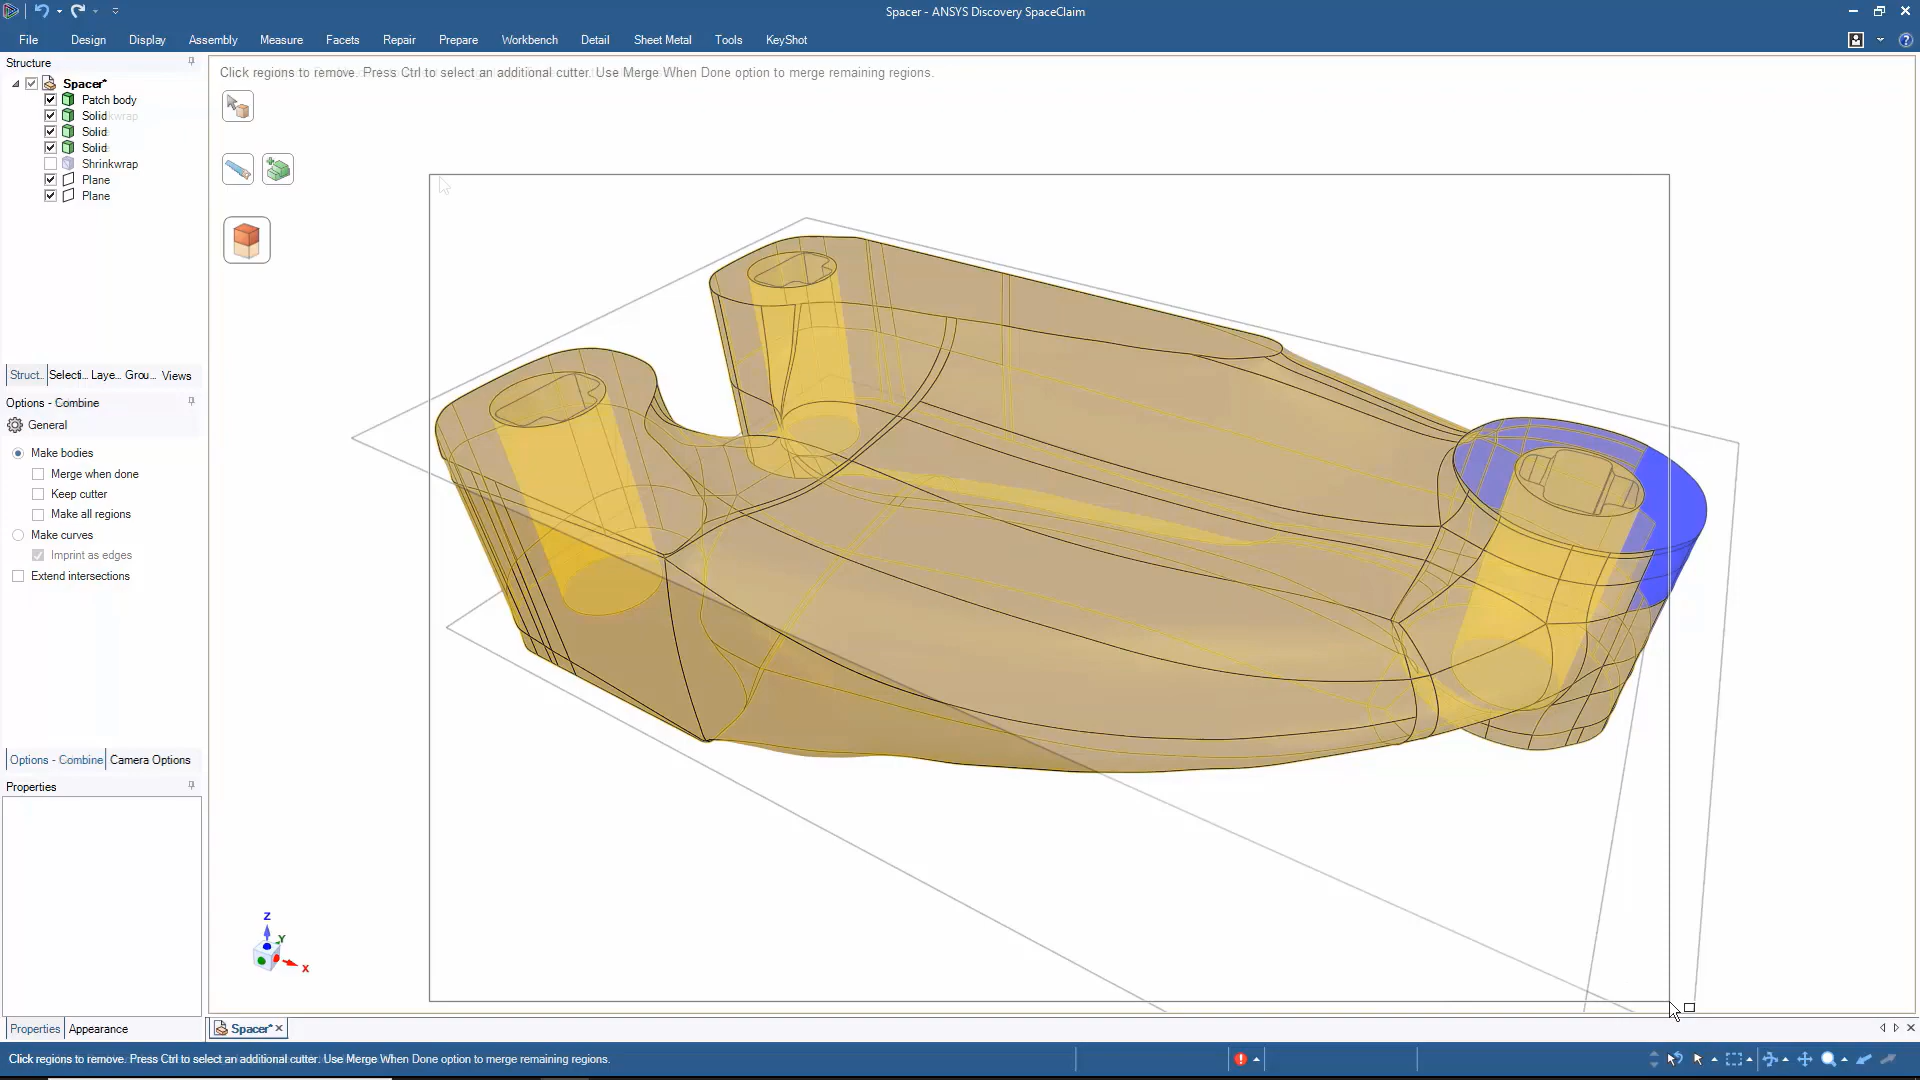 Spacer - ANSYS Discovery SpaceClaim
File Design Display Assembly Measure Facets Repair Prepare Workbench Detail Sheet Metal Tools KeyShot
Structure
Spacer*
Patch body
Solid
Solid
Solid
Shrinkwrap
Plane
Plane
Struct... Selecti... Laye... Grou... Views
Options - Combine
General
Make bodies
Merge when done
Keep cutter
Make all regions
Make curves
Imprint as edges
Extend intersections
Options - Combine Camera Options
Properties
Properties Appearance
Click regions to remove. Press Ctrl to select an additional cutter. Use Merge When Done option to merge remaining regions.
Z
Y
X
Spacer*
Click regions to remove. Press Ctrl to select an additional cutter. Use Merge When Done option to merge remaining regions.